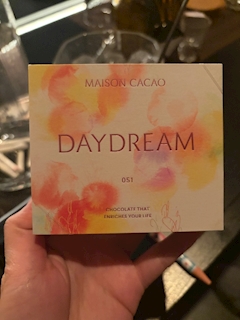 MAISON CACAO
DAYDREAM
051
CHOCOLATE THAT
ENRICHES YOUR LIFE